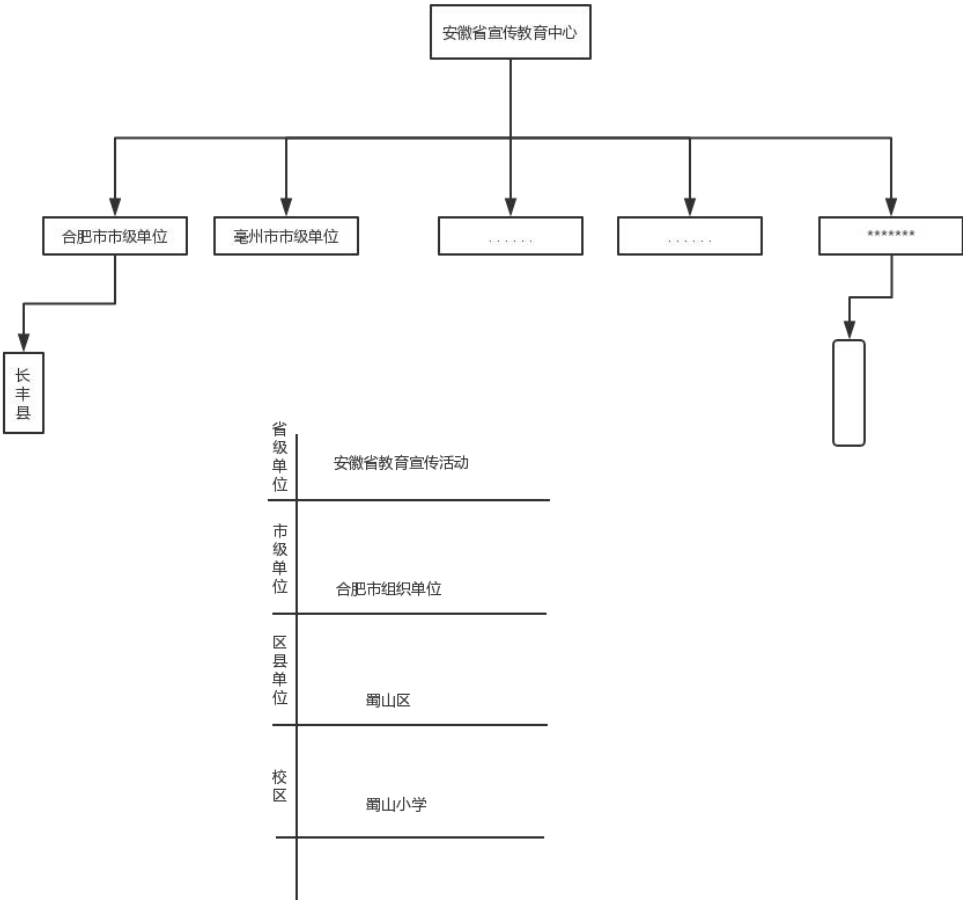 安徽省宣传教育中心
合肥市市级单位
亳州市市级单位
. . . . . .
. . . . . .
*******
长丰县
省级单位
安徽省教育宣传活动
市级单位
合肥市组织单位
区县单位
蜀山区
校区
蜀山小学